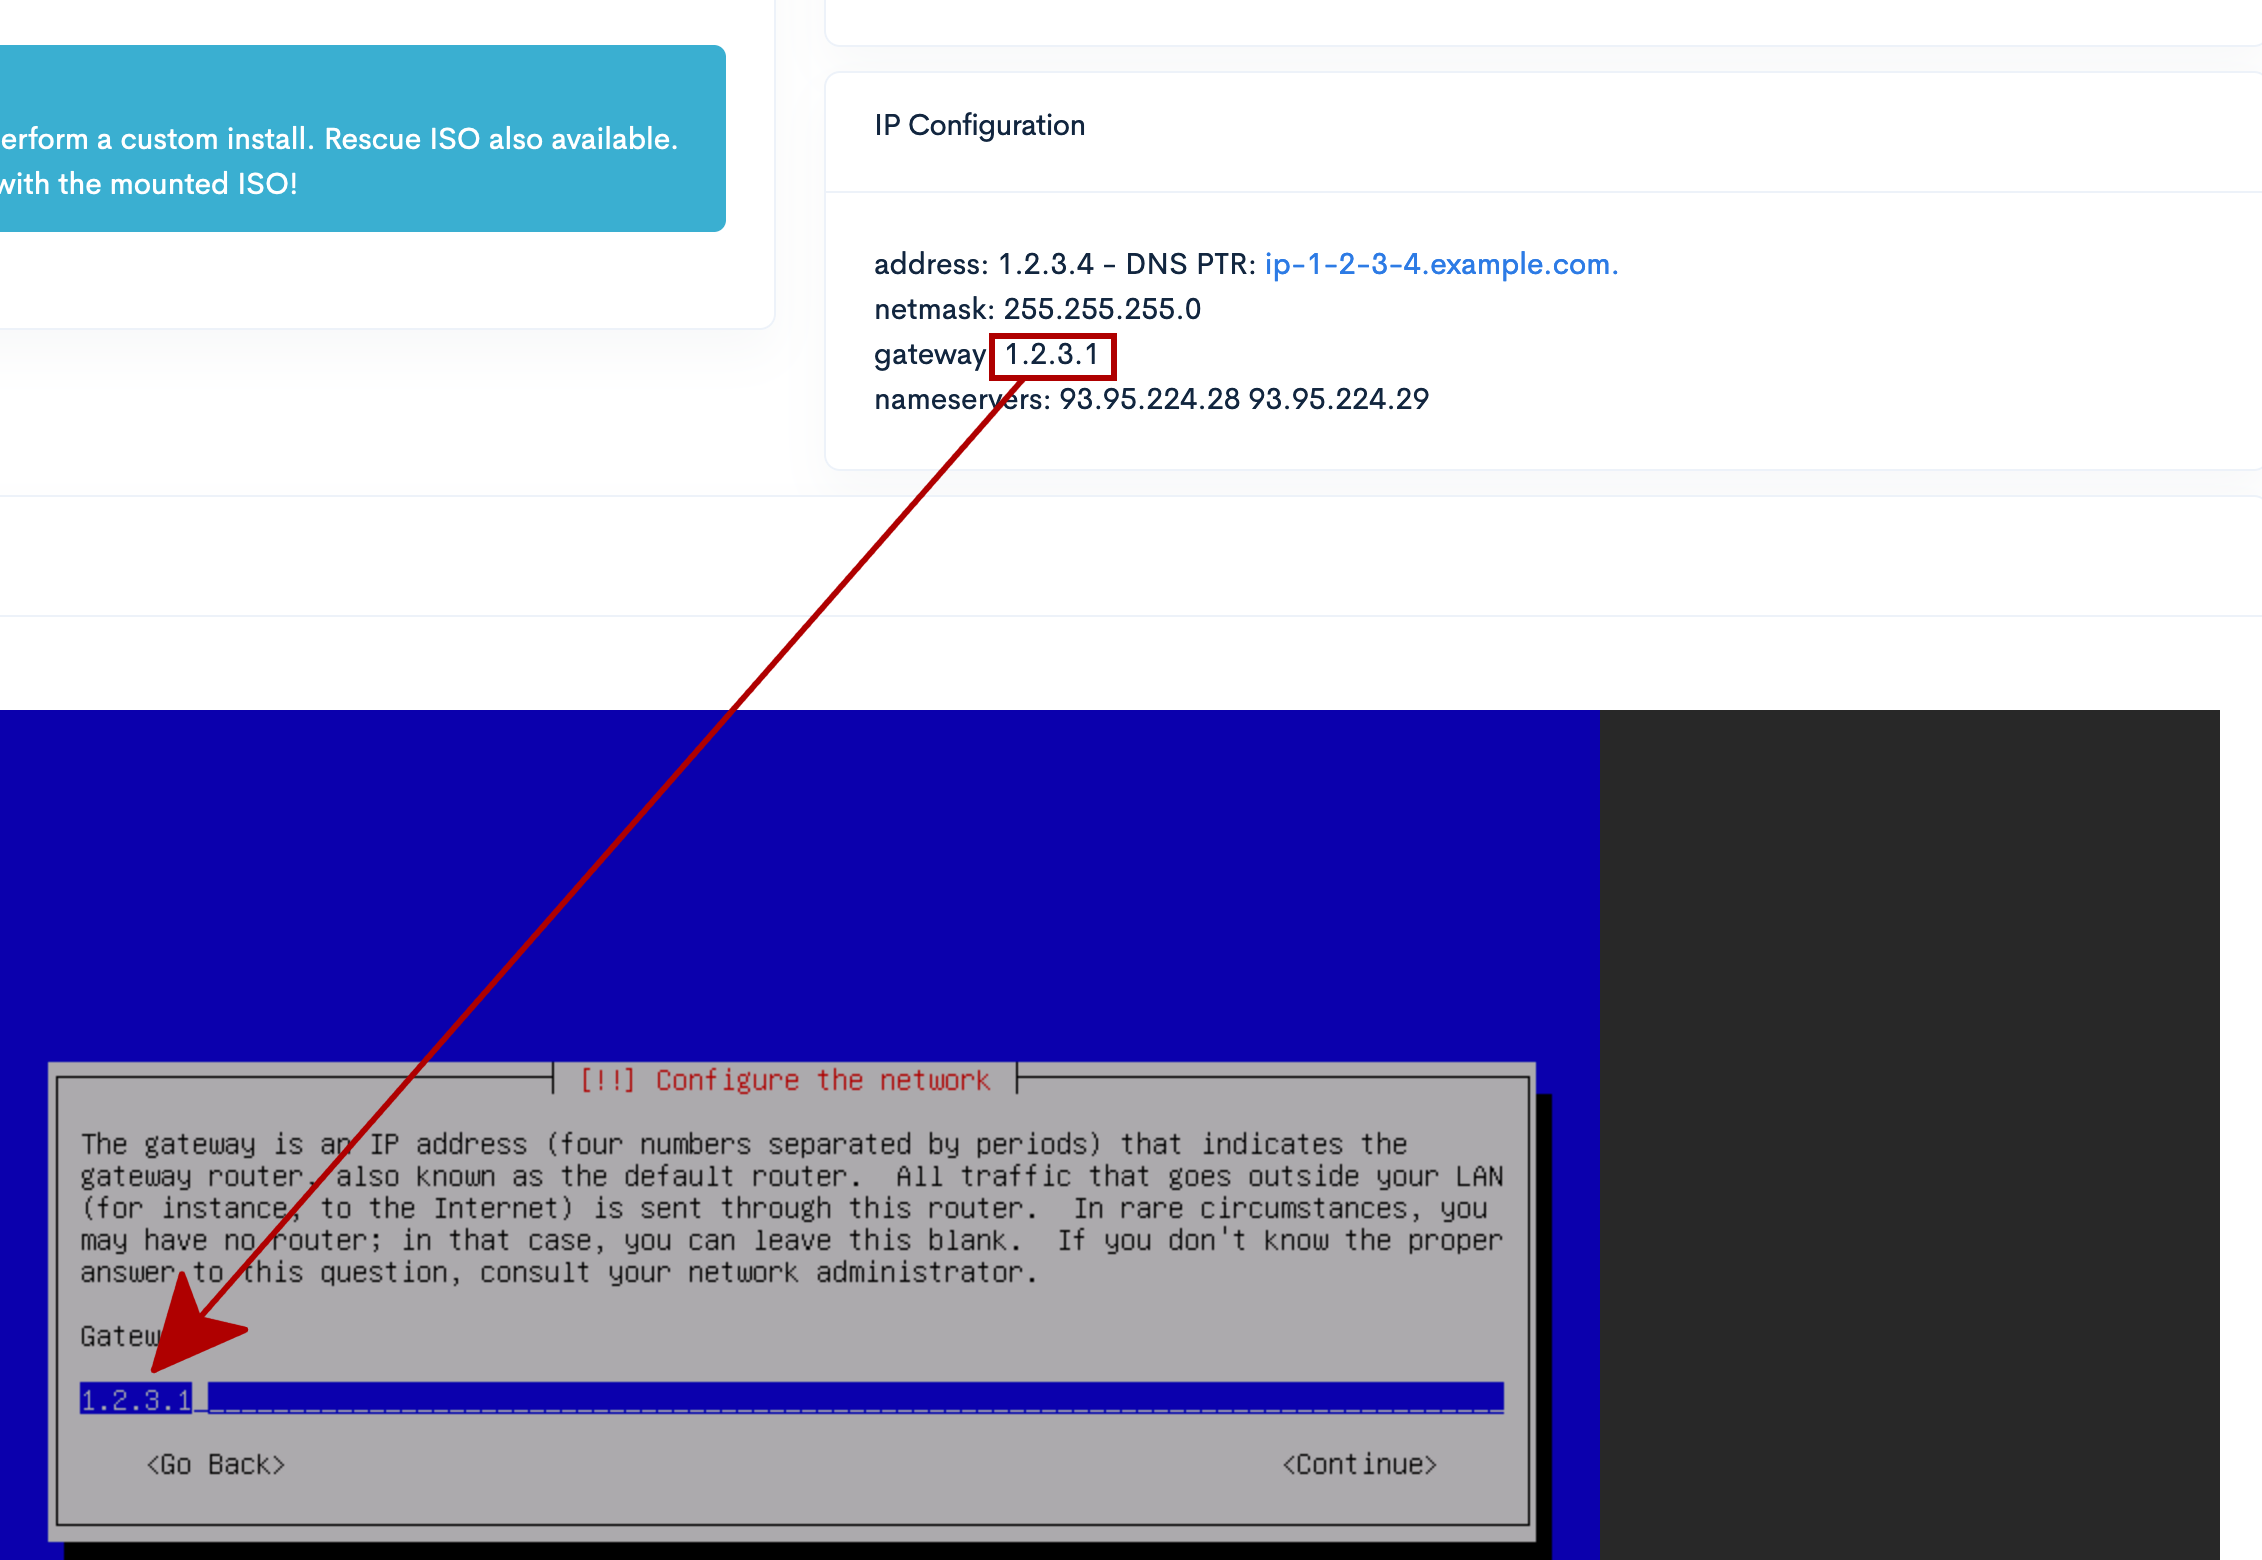 erform a custom install. Rescue ISO also available.
with the mounted ISO!
IP Configuration
address: 1.2.3.4 - DNS PTR: ip-1-2-3-4.example.com.
netmask: 255.255.255.0
gateway 1.2.3.1
nameservers: 93.95.224.28 93.95.224.29
[!!] Configure the network
The gateway is an IP address (four numbers separated by periods) that indicates the
gateway router, also known as the default router.  All traffic that goes outside your LAN
(for instance, to the Internet) is sent through this router.  In rare circumstances, you
may have no router; in that case, you can leave this blank.  If you don't know the proper
answer to this question, consult your network administrator.
Gatew
1.2.3.1
<Go Back>
<Continue>